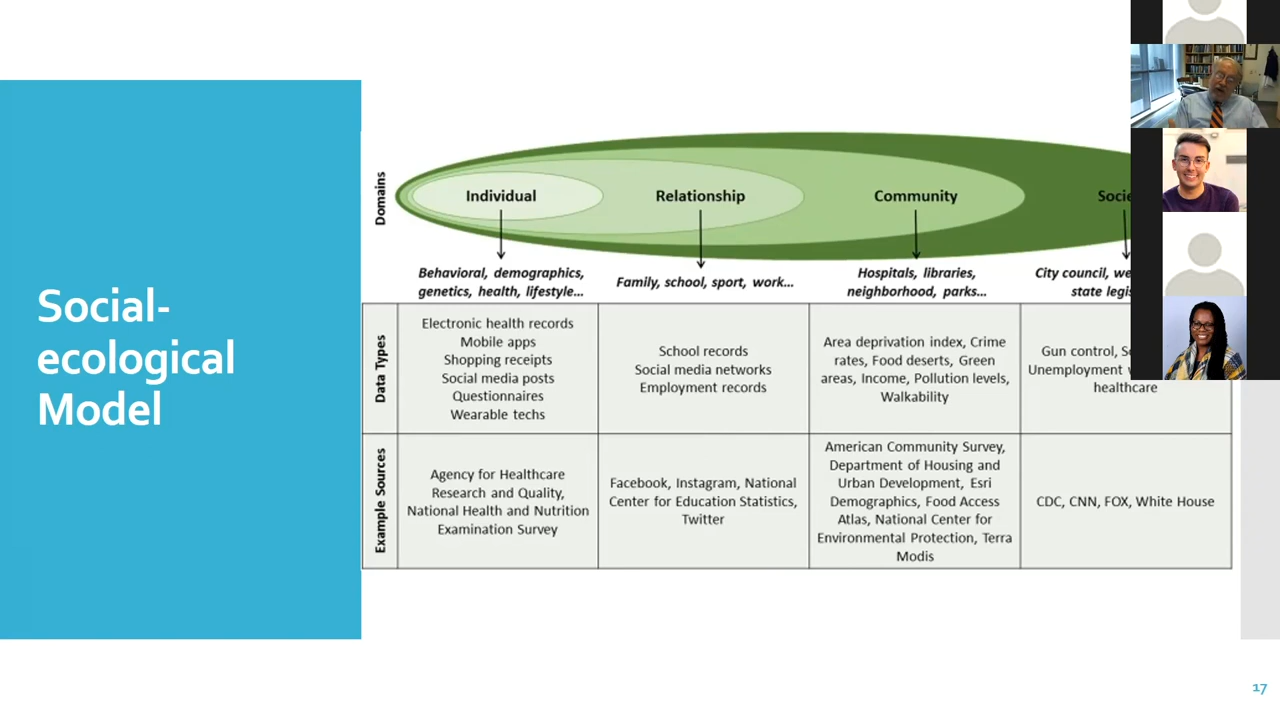 Social-
ecological
Model
Domains
Individual
Relationship
Community
Behavioral, demographics,
genetics, health, lifestyle...
Family, school, sport, work...
Hospitals, libraries,
neighborhood, parks...
City council,
state
Data Types
Electronic health records
Mobile apps
Shopping receipts
Social media posts
Questionnaires
Wearable techs
School records
Social media networks
Employment records
Area deprivation index, Crime
rates, Food deserts, Green
areas, Income, Pollution levels,
Walkability
Gun control,
Unemployment
healthcare
Example Sources
Agency for Healthcare
Research and Quality,
National Health and Nutrition
Examination Survey
Facebook, Instagram, National
Center for Education Statistics,
Twitter
American Community Survey,
Department of Housing and
Urban Development, Esri
Demographics, Food Access
Atlas, National Center for
Environmental Protection, Terra
Modis
CDC, CNN, FOX, White House
17